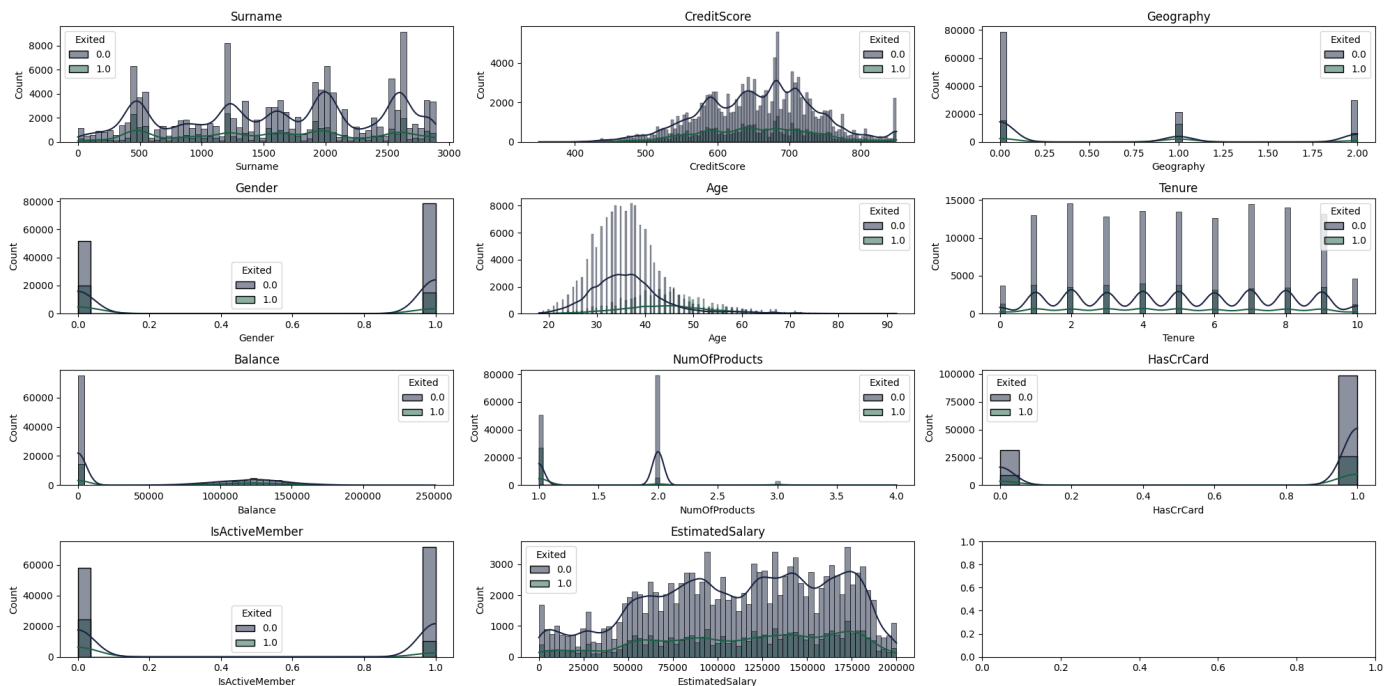 Surname
Count
8000
6000
4000
2000
0
Exited
0.0
1.0
0 500 1000 1500 2000 2500 3000
Surname
CreditScore
Count
4000
2000
0
Exited
0.0
1.0
400 500 600 700 800
CreditScore
Geography
Count
80000
60000
40000
20000
0
Exited
0.0
1.0
0.00 0.25 0.50 0.75 1.00 1.25 1.50 1.75 2.00
Geography
Gender
Count
80000
60000
40000
20000
0
Exited
0.0
1.0
0.0 0.2 0.4 0.6 0.8 1.0
Gender
Age
Count
8000
6000
4000
2000
0
Exited
0.0
1.0
20 30 40 50 60 70 80 90
Age
Tenure
Count
15000
10000
5000
0
Exited
0.0
1.0
0 2 4 6 8 10
Tenure
Balance
Count
60000
40000
20000
0
Exited
0.0
1.0
0 50000 100000 150000 200000 250000
Balance
NumOfProducts
Count
80000
60000
40000
20000
0
Exited
0.0
1.0
1.0 1.5 2.0 2.5 3.0 3.5 4.0
NumOfProducts
HasCrCard
Count
100000
75000
50000
25000
0
Exited
0.0
1.0
0.0 0.2 0.4 0.6 0.8 1.0
HasCrCard
IsActiveMember
Count
60000
40000
20000
0
Exited
0.0
1.0
0.0 0.2 0.4 0.6 0.8 1.0
IsActiveMember
EstimatedSalary
Count
3000
2000
1000
0
Exited
0.0
1.0
0 25000 50000 75000 100000 125000 150000 175000 200000
EstimatedSalary
1.0
0.8
0.6
0.4
0.2
0.0
0.0 0.2 0.4 0.6 0.8 1.0